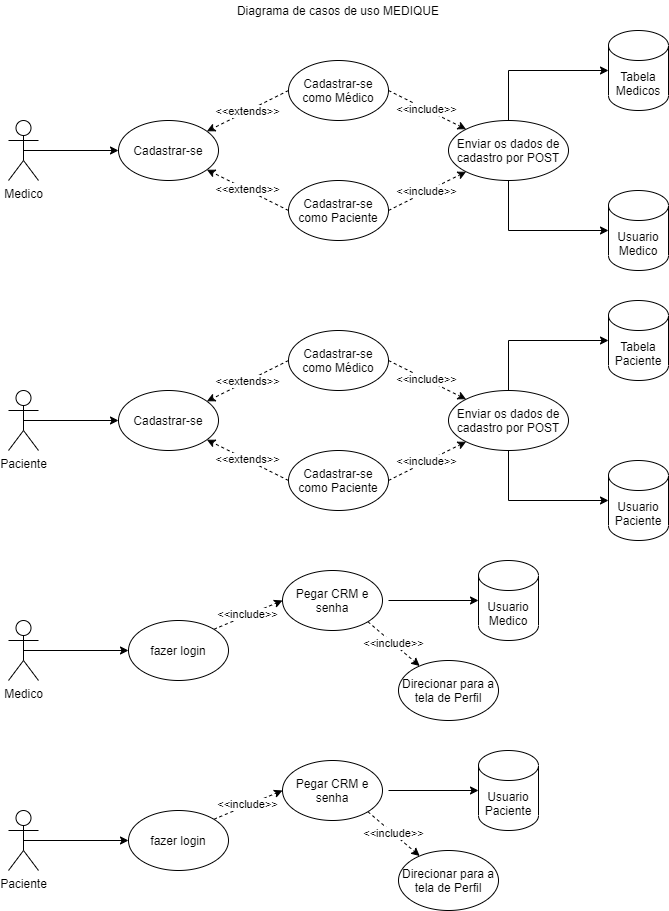 Diagrama de casos de uso MEDIQUE
Cadastrar-se
como Médico
Tabela
Medicos
<<extends>>
<<include>>
Medico
Cadastrar-se
Enviar os dados de
cadastro por POST
<<extends>>
<<include>>
Cadastrar-se
como Paciente
Usuario
Medico
Cadastrar-se
como Médico
Tabela
Paciente
<<extends>>
<<include>>
Paciente
Cadastrar-se
Enviar os dados de
cadastro por POST
<<extends>>
<<include>>
Cadastrar-se
como Paciente
Usuario
Paciente
Pegar CRM e
senha
Usuario
Medico
<<include>>
Medico
fazer login
<<include>>
Direcionar para a
tela de Perfil
Pegar CRM e
senha
Usuario
Paciente
<<include>>
Paciente
fazer login
<<include>>
Direcionar para a
tela de Perfil